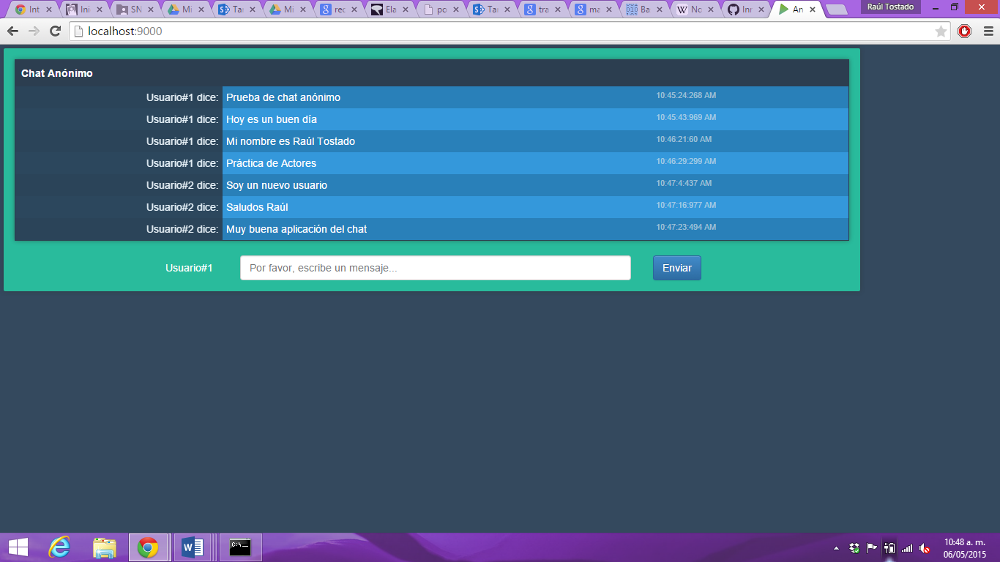 Int
Ini
SN
Mi
Tar
Mi
rec
Ela
po
Tar
tra
ma
Ba
No
Inr
An
Raúl Tostado
localhost:9000
Chat Anónimo
Usuario#1 dice: Prueba de chat anónimo 10:45:24:268 AM
Usuario#1 dice: Hoy es un buen día 10:45:43:969 AM
Usuario#1 dice: Mi nombre es Raúl Tostado 10:46:21:60 AM
Usuario#1 dice: Práctica de Actores 10:46:29:299 AM
Usuario#2 dice: Soy un nuevo usuario 10:47:4:437 AM
Usuario#2 dice: Saludos Raúl 10:47:16:977 AM
Usuario#2 dice: Muy buena aplicación del chat 10:47:23:494 AM
Usuario#1 Por favor, escribe un mensaje... Enviar
10:48 a. m.
06/05/2015